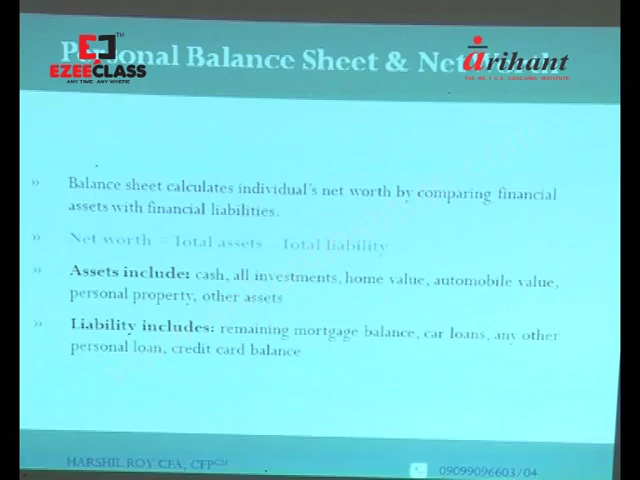 Personal Balance Sheet & Net Worth
EZEECLASS™
ANY TIME. ANY WHERE
arihant
THE NO. 1 C.A. COACHING INSTITUTE
» Balance sheet calculates individual's net worth by comparing financial
assets with financial liabilities.
» Net worth = Total assets – Total liability
» Assets include: cash, all investments, home value, automobile value,
personal property, other assets
» Liability includes: remaining mortgage balance, car loans, any other
personal loan, credit card balance
HARSHIL ROY CFA, CFP
09099096603/04